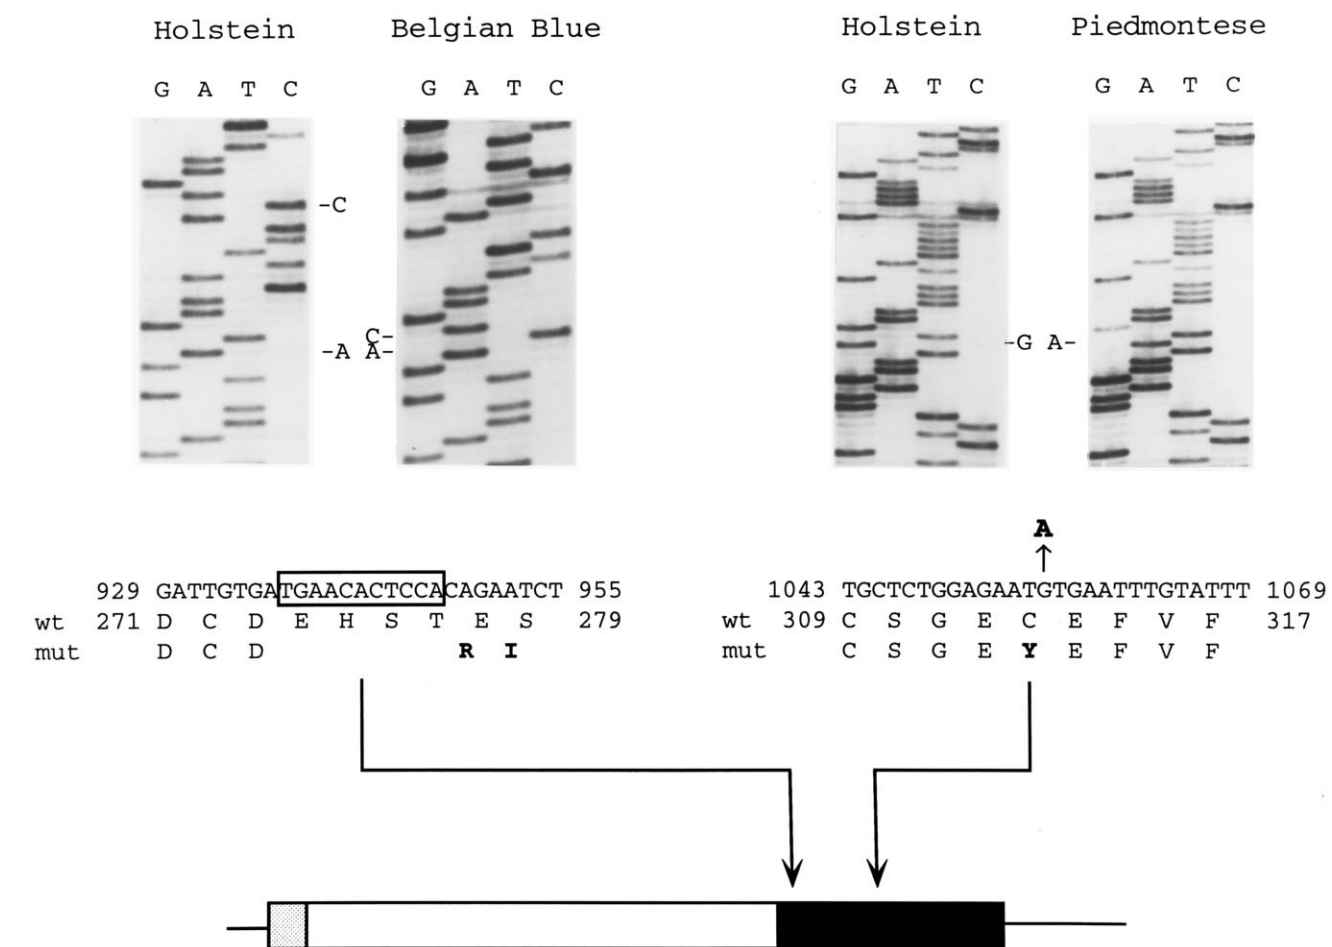 Holstein Belgian Blue Holstein Piedmontese
G A T C G A T C G A T C G A T C
-C
C-
-A A- -G A-
A
929 GATTGTGATGAACACTCCACAGAATCT 955 1043 TGCTCTGGAGAATGTGAATTTGTATTT 1069
wt 271 D C D E H S T E S 279 wt 309 C S G E C E F V F 317
mut D C D R I mut C S G E Y E F V F